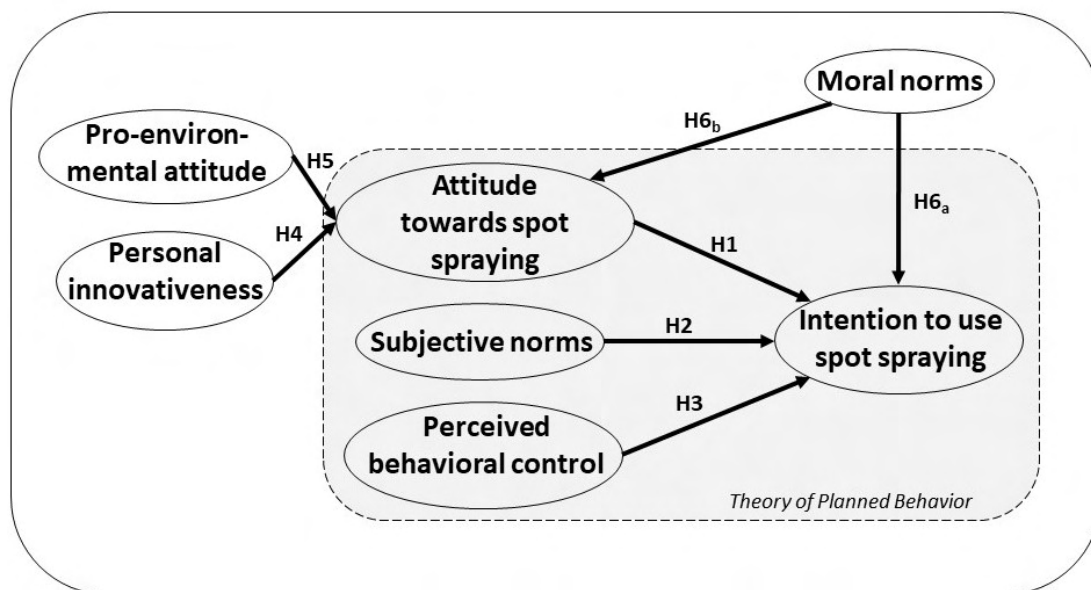 Moral norms
Pro-environ-
mental attitude
H6b
H5
Attitude
towards spot
spraying
H6a
H4
Personal
innovativeness
H1
Subjective norms
H2
Intention to use
spot spraying
H3
Perceived
behavioral control
Theory of Planned Behavior